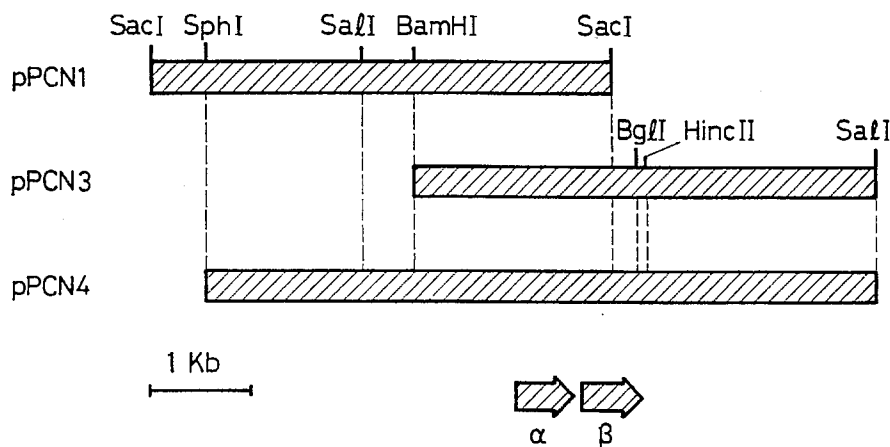 SacI SphI SalI BamHI SacI
pPCN1
BglI HincII SalI
pPCN3
pPCN4
1 Kb
α β